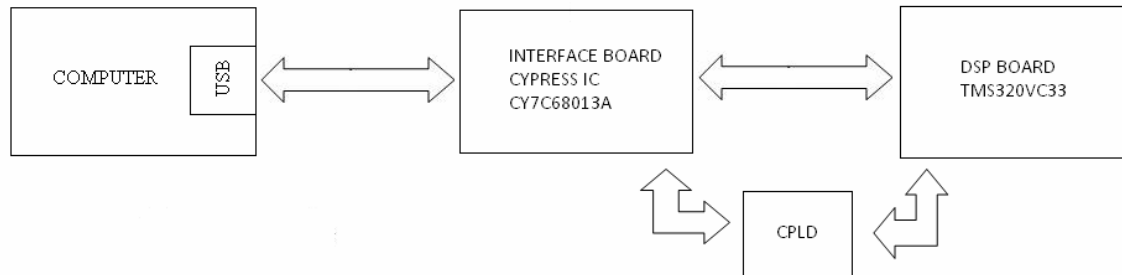 COMPUTER
USB
INTERFACE BOARD
CYPRESS IC
CY7C68013A
DSP BOARD
TMS320VC33
CPLD